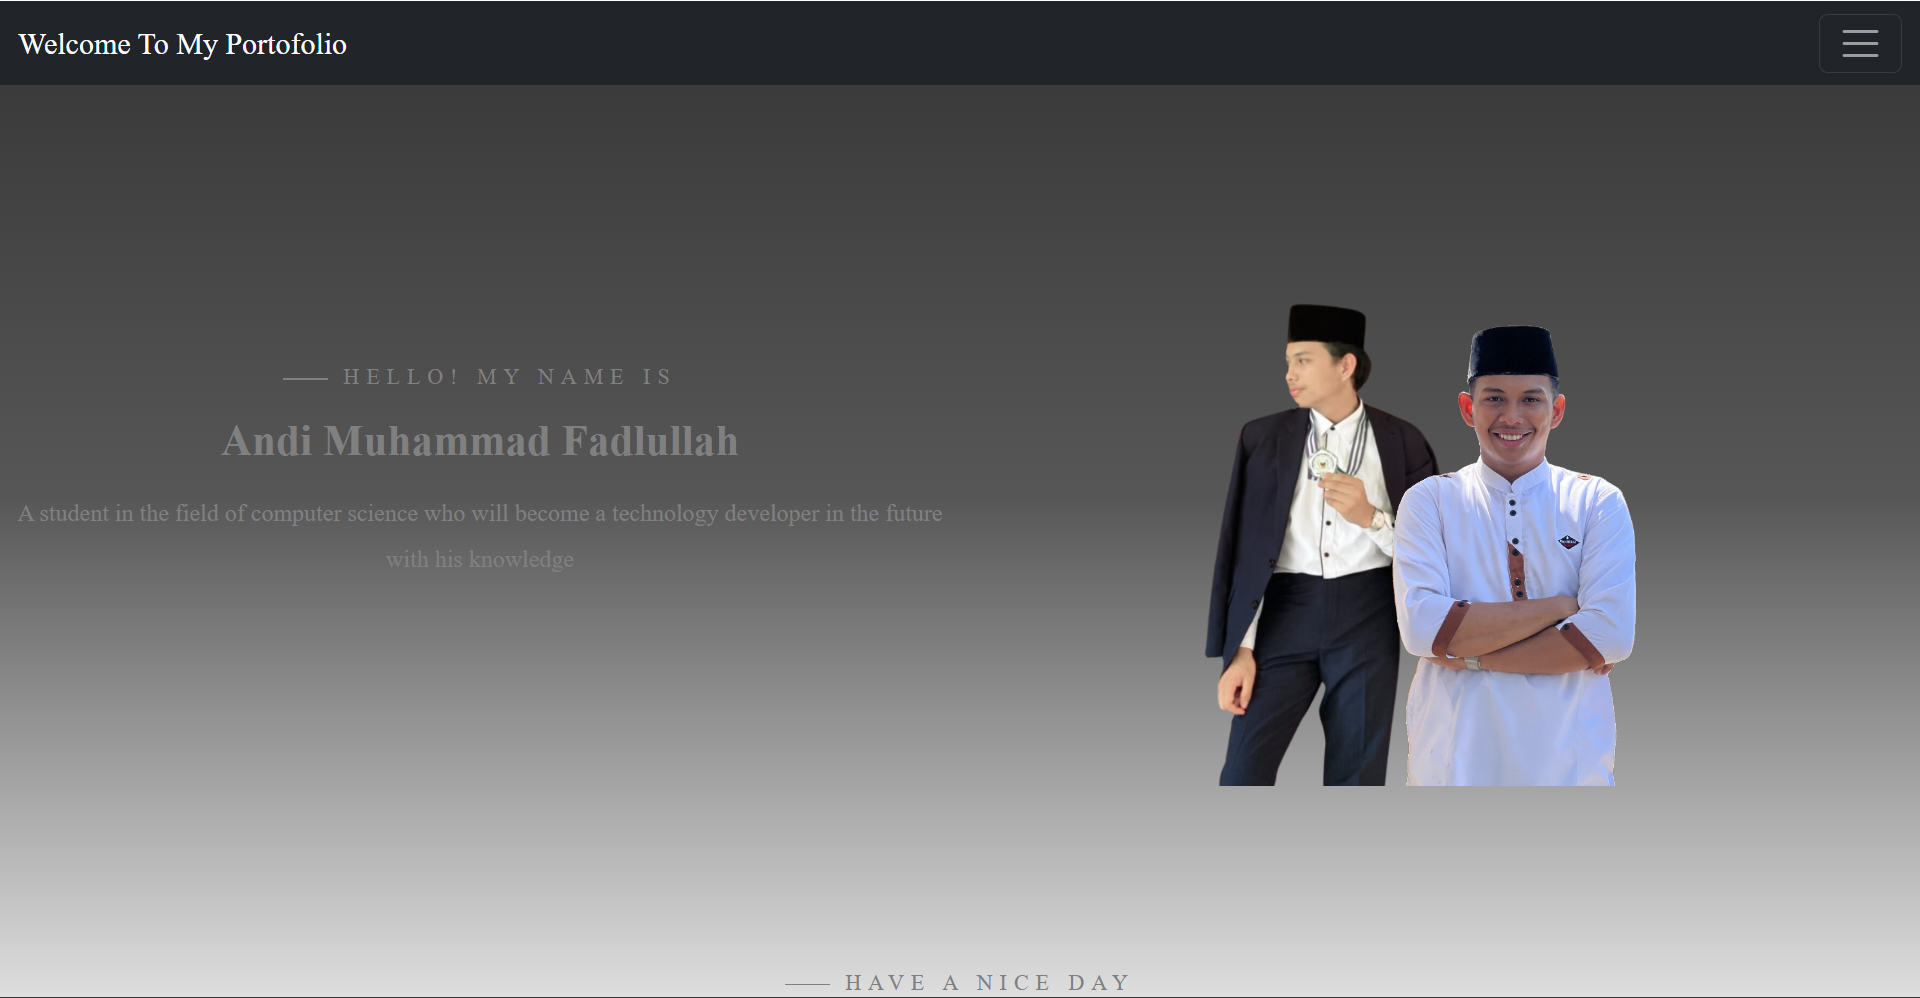 Welcome To My Portofolio
HELLO! MY NAME IS
Andi Muhammad Fadlullah
A student in the field of computer science who will become a technology developer in the future
with his knowledge
HAVE A NICE DAY